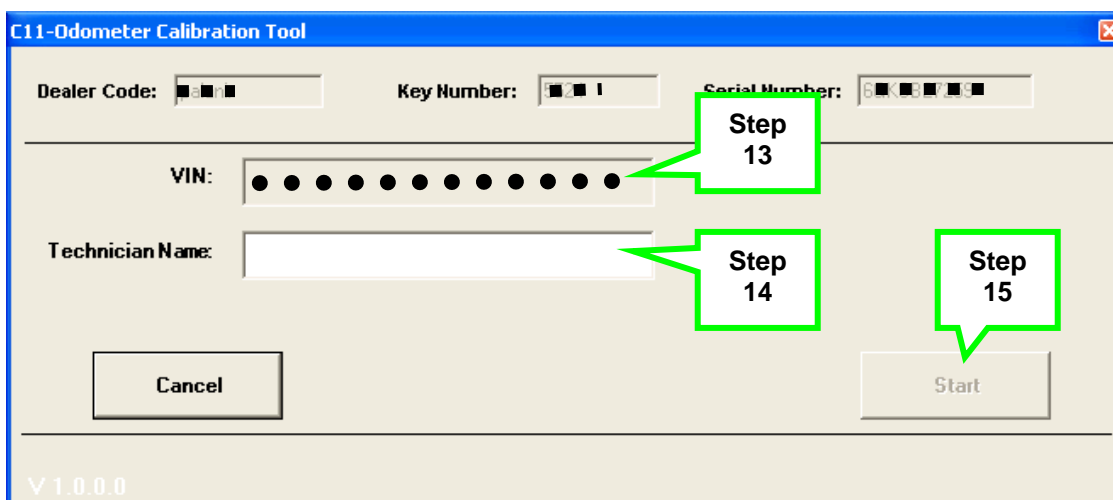 C11-Odometer Calibration Tool
Dealer Code: Key Number: Serial Number:
Step
13
VIN:
Technician Name:
Step
14
Step
15
Cancel
Start
V 1.0.0.0